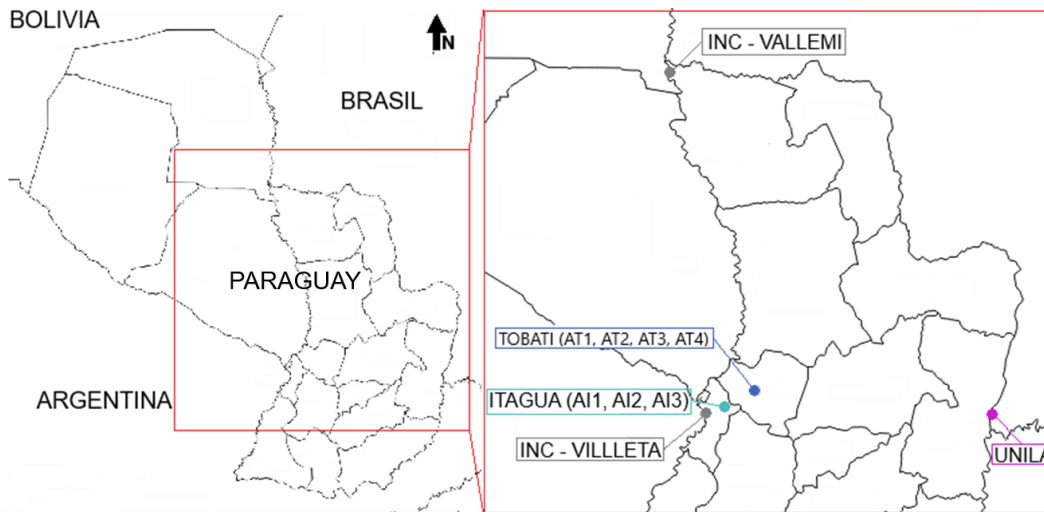 BOLIVIA
N
BRASIL
PARAGUAY
ARGENTINA
INC - VALLEMI
TOBATI (AT1, AT2, AT3, AT4)
ITAGUA (AI1, AI2, AI3)
INC - VILLLETA
UNILA